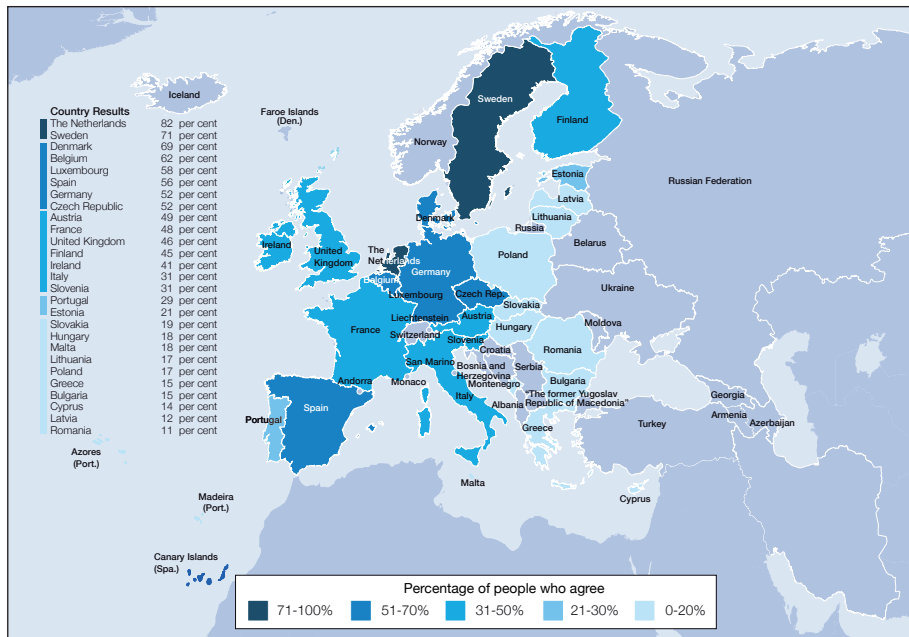 Iceland
Faroe Islands
(Den.)
Country Results
The Netherlands 82 per cent
Sweden 71 per cent
Denmark 69 per cent
Belgium 62 per cent
Luxembourg 58 per cent
Spain 56 per cent
Germany 52 per cent
Czech Republic 52 per cent
Austria 49 per cent
France 48 per cent
United Kingdom 46 per cent
Finland 45 per cent
Ireland 41 per cent
Italy 31 per cent
Slovenia 31 per cent
Portugal 29 per cent
Estonia 21 per cent
Slovakia 19 per cent
Hungary 18 per cent
Malta 18 per cent
Lithuania 17 per cent
Poland 17 per cent
Greece 15 per cent
Bulgaria 15 per cent
Cyprus 14 per cent
Latvia 12 per cent
Romania 11 per cent
Sweden
Finland
Norway
Estonia
Russian Federation
Latvia
Lithuania
Russia
Denmark
Belarus
Ireland
United
Kingdom
The
Netherlands
Poland
Germany
Belgium
Ukraine
Luxembourg
Czech Rep.
Slovakia
Liechtenstein
Austria
France
Switzerland
Hungary
Moldova
Slovenia
Croatia
Romania
San Marino
Bosnia and
Herzegovina
Serbia
Andorra
Monaco
Montenegro
Bulgaria
Italy
Albania
"The former Yugoslav
Republic of Macedonia"
Georgia
Armenia
Azerbaijan
Spain
Portugal
Greece
Turkey
Azores
(Port.)
Malta
Cyprus
Madeira
(Port.)
Canary Islands
(Spa.)
Percentage of people who agree
71-100%
51-70%
31-50%
21-30%
0-20%